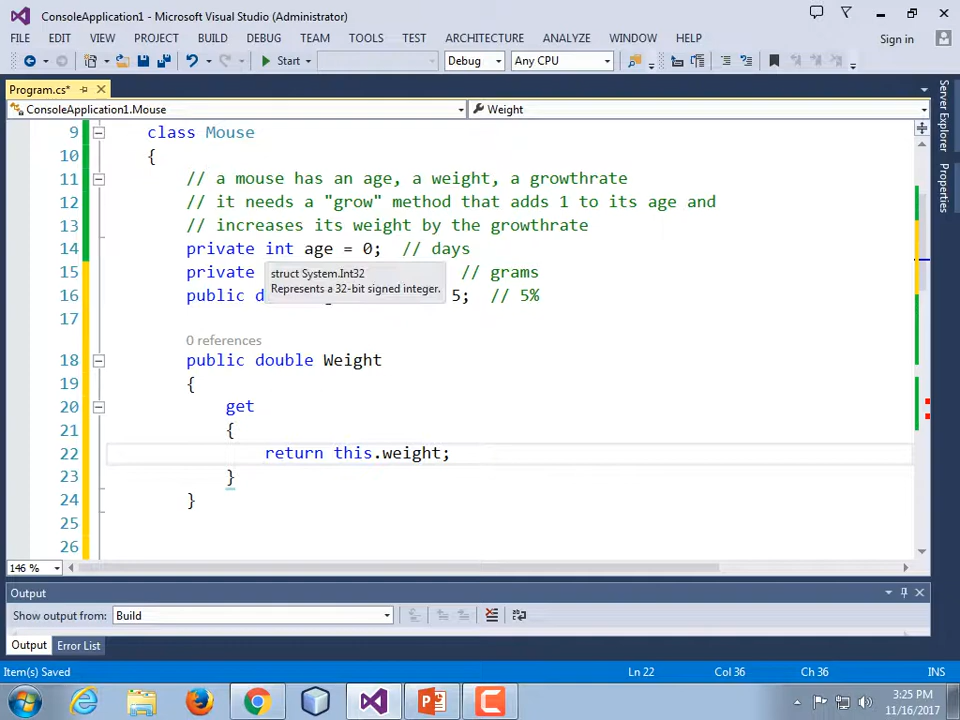 ConsoleApplication1 - Microsoft Visual Studio (Administrator)
FILE EDIT VIEW PROJECT BUILD DEBUG TEAM TOOLS TEST ARCHITECTURE ANALYZE WINDOW HELP Sign in
Start Debug Any CPU
Program.cs*
ConsoleApplication1.Mouse Weight
9 class Mouse
10 {
11 // a mouse has an age, a weight, a growthrate
12 // it needs a "grow" method that adds 1 to its age and
13 // increases its weight by the growthrate
14 private int age = 0; // days
15 private // grams
16 public d 5; // 5%
struct System.Int32
Represents a 32-bit signed integer.
17
0 references
18 public double Weight
19 {
20 get
21 {
22 return this.weight;
23 }
24 }
25
26
146 %
Output
Show output from: Build
Output Error List
Item(s) Saved Ln 22 Col 36 Ch 36 INS
3:25 PM
11/16/2017
Server Explorer
Properties